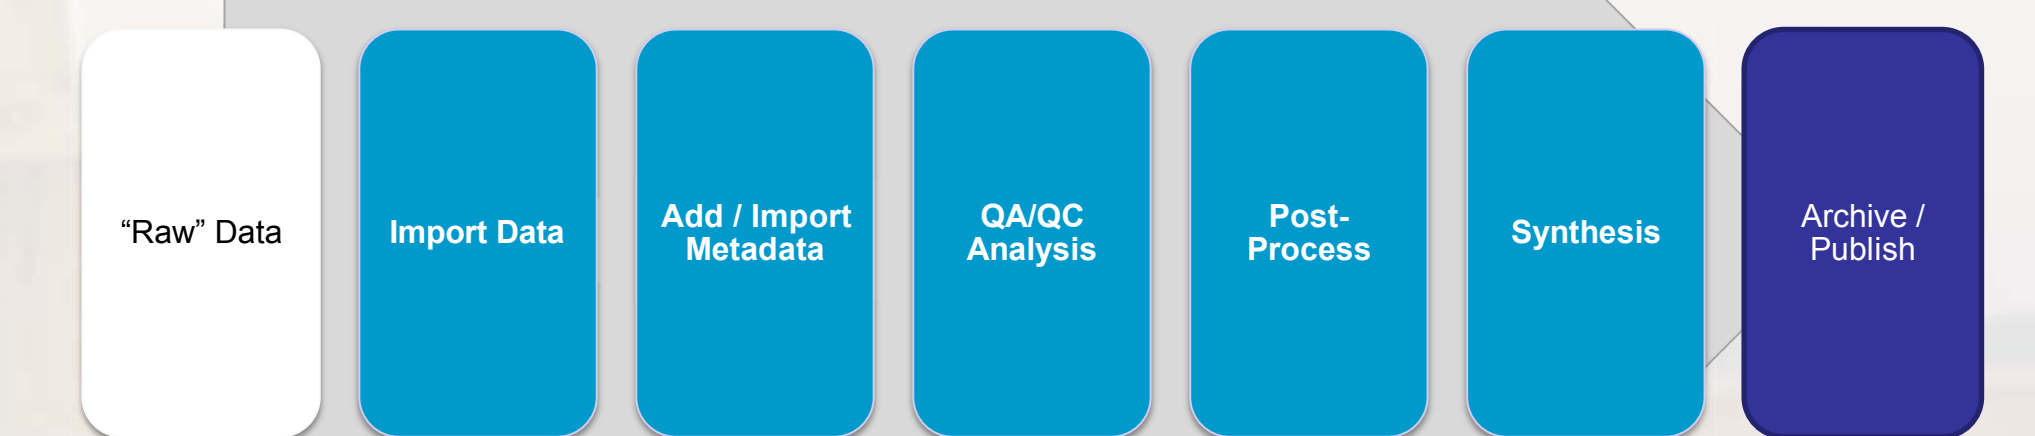 “Raw” Data
Import Data
Add / Import
Metadata
QA/QC
Analysis
Post-
Process
Synthesis
Archive /
Publish